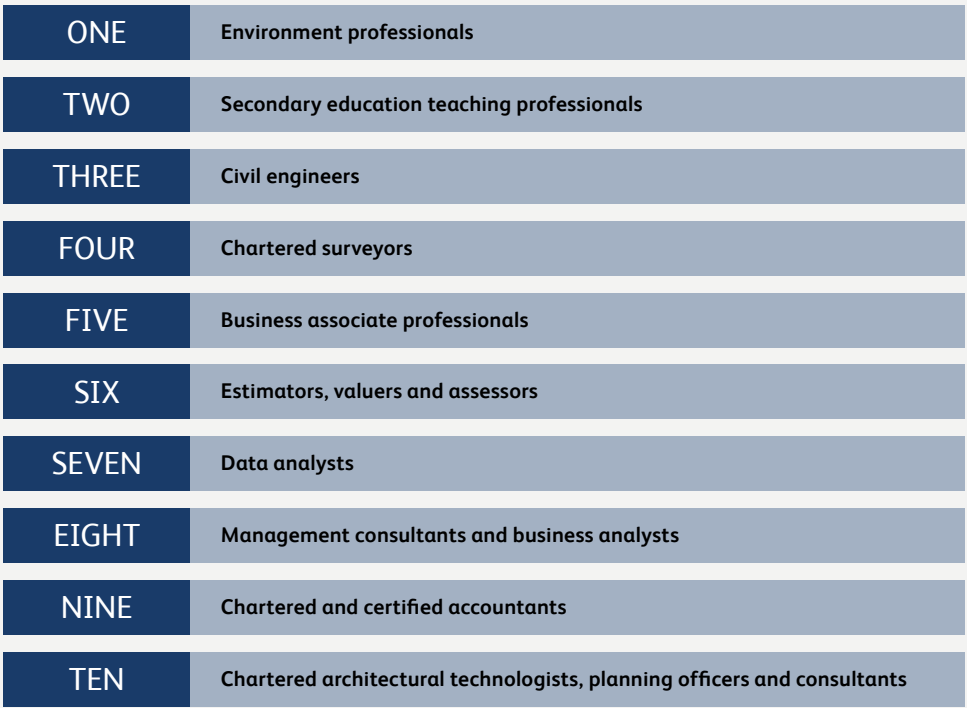 ONE Environment professionals
TWO Secondary education teaching professionals
THREE Civil engineers
FOUR Chartered surveyors
FIVE Business associate professionals
SIX Estimators, valuers and assessors
SEVEN Data analysts
EIGHT Management consultants and business analysts
NINE Chartered and certified accountants
TEN Chartered architectural technologists, planning officers and consultants